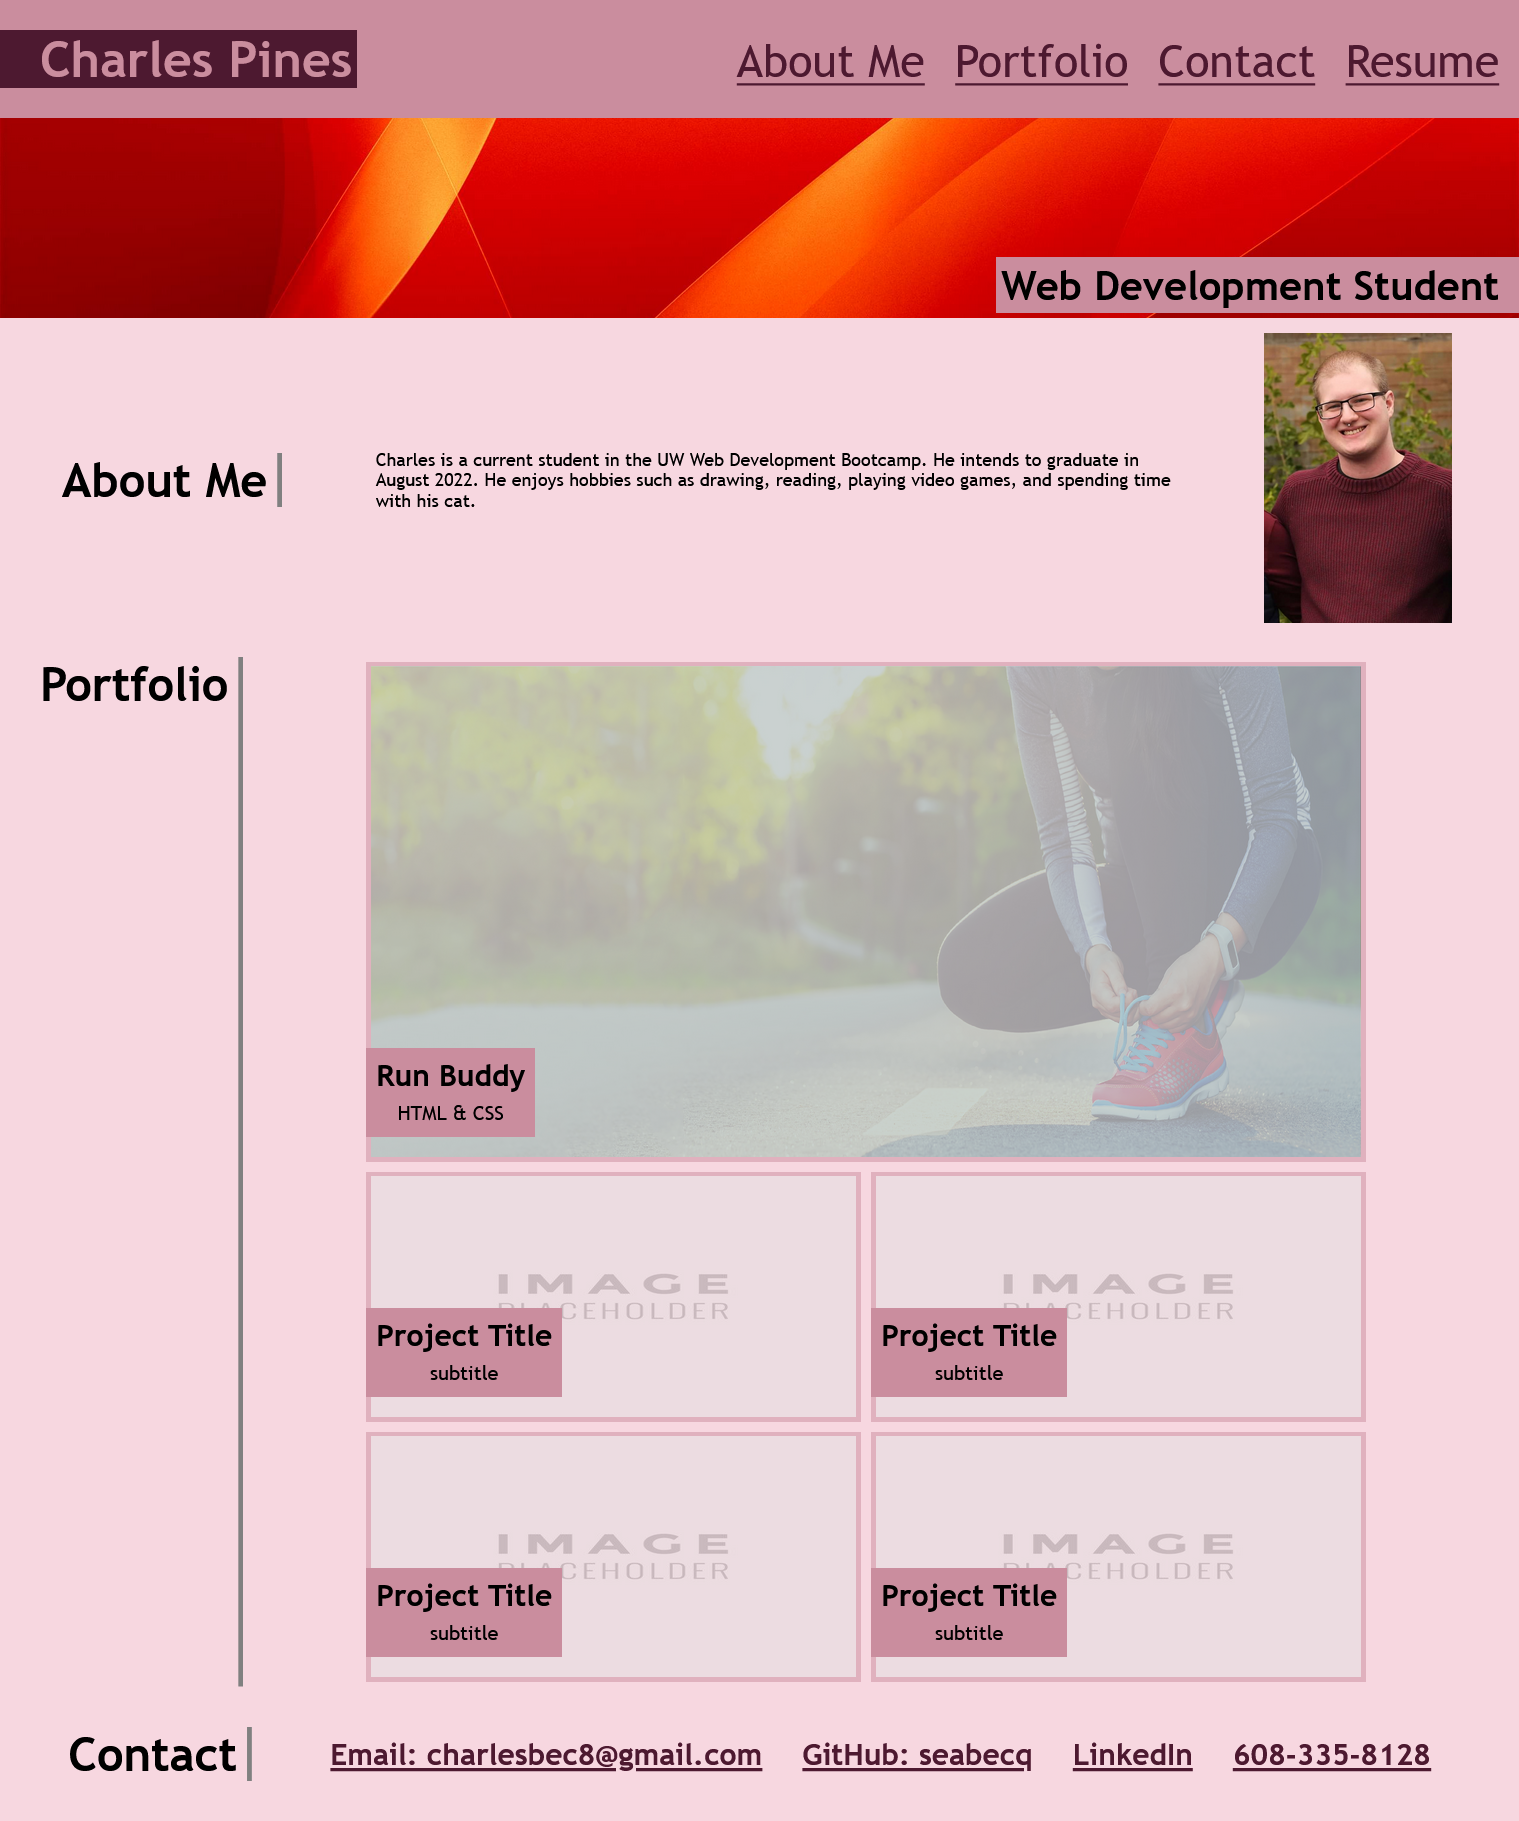 Charles Pines
About Me Portfolio Contact Resume
Web Development Student
About Me
Charles is a current student in the UW Web Development Bootcamp. He intends to graduate in
August 2022. He enjoys hobbies such as drawing, reading, playing video games, and spending time
with his cat.
Portfolio
Run Buddy
HTML & CSS
IMAGE
PLACEHOLDER
Project Title
subtitle
IMAGE
PLACEHOLDER
Project Title
subtitle
IMAGE
PLACEHOLDER
Project Title
subtitle
IMAGE
PLACEHOLDER
Project Title
subtitle
Contact
Email: charlesbec8@gmail.com GitHub: seabecq LinkedIn 608-335-8128